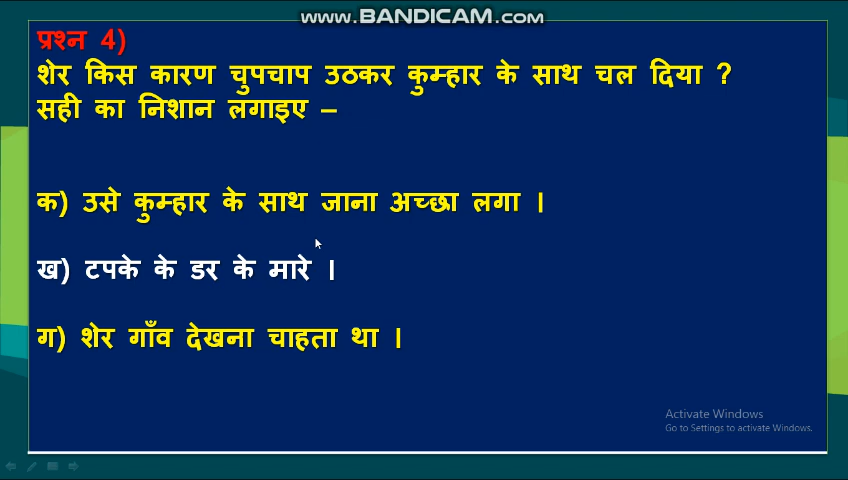 www.BANDICAM.com
प्रश्न 4)
शेर किस कारण चुपचाप उठकर कुम्हार के साथ चल दिया ?
सही का निशान लगाइए –
क) उसे कुम्हार के साथ जाना अच्छा लगा ।
ख) टपके के डर के मारे ।
ग) शेर गाँव देखना चाहता था ।
Activate Windows
Go to Settings to activate Windows.